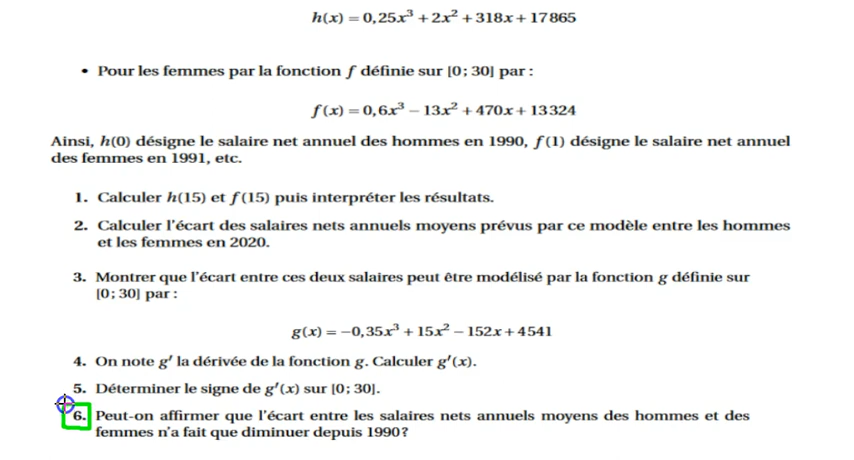 h(x) = 0,25x³ + 2x² + 318x + 17865
• Pour les femmes par la fonction f définie sur [0 ; 30] par :
f(x) = 0,6x³ − 13x² + 470x + 13324
Ainsi, h(0) désigne le salaire net annuel des hommes en 1990, f(1) désigne le salaire net annuel
des femmes en 1991, etc.
1. Calculer h(15) et f(15) puis interpréter les résultats.
2. Calculer l'écart des salaires nets annuels moyens prévus par ce modèle entre les hommes
et les femmes en 2020.
3. Montrer que l'écart entre ces deux salaires peut être modélisé par la fonction g définie sur
[0 ; 30] par :
g(x) = −0,35x³ + 15x² − 152x + 4541
4. On note g′ la dérivée de la fonction g. Calculer g′(x).
5. Déterminer le signe de g′(x) sur [0 ; 30].
6. Peut-on affirmer que l'écart entre les salaires nets annuels moyens des hommes et des
femmes n'a fait que diminuer depuis 1990 ?